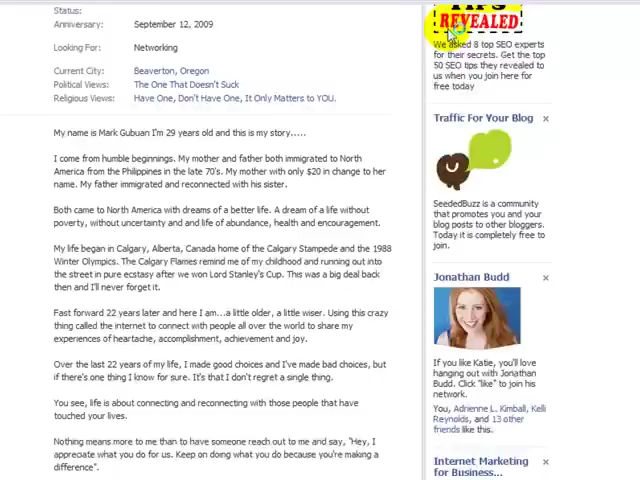 Status:
Anniversary: September 12, 2009
Looking For: Networking
Current City: Beaverton, Oregon
Political Views: The One That Doesn't Suck
Religious Views: Have One, Don't Have One, It Only Matters to YOU.
My name is Mark Gubuan I'm 29 years old and this is my story.....
I come from humble beginnings. My mother and father both immigrated to North
America from the Philippines in the late 70's. My mother with only $20 in change to her
name. My father immigrated and reconnected with his sister.
Both came to North America with dreams of a better life. A dream of a life without
poverty, without uncertainty and and life of abundance, health and encouragement.
My life began in Calgary, Alberta, Canada home of the Calgary Stampede and the 1988
Winter Olympics. The Calgary Flames remind me of my childhood and running out into
the street in pure ecstasy after we won Lord Stanley's Cup. This was a big deal back
then and I'll never forget it.
Fast forward 22 years later and here I am...a little older, a little wiser. Using this crazy
thing called the internet to connect with people all over the world to share my
experiences of heartache, accomplishment, achievement and joy.
Over the last 22 years of my life, I made good choices and I've made bad choices, but
if there's one thing I know for sure. It's that I don't regret a single thing.
You see, life is about connecting and reconnecting with those people that have
touched your lives.
Nothing means more to me than to have someone reach out to me and say, "Hey, I
appreciate what you do for us. Keep on doing what you do because you're making a
difference".
TIPS
REVEALED
We asked 8 top SEO experts
for their secrets. Get the top
50 SEO tips they revealed to
us when you join here for
free today
Traffic For Your Blog
SeededBuzz is a community
that promotes you and your
blog posts to other bloggers.
Today it is completely free to
join.
Jonathan Budd
If you like Katie, you'll love
hanging out with Jonathan
Budd. Click "like" to join his
network.
You, Adrienne L. Kimball, Kelli
Reynolds, and 13 other
friends like this.
Internet Marketing
for Business...